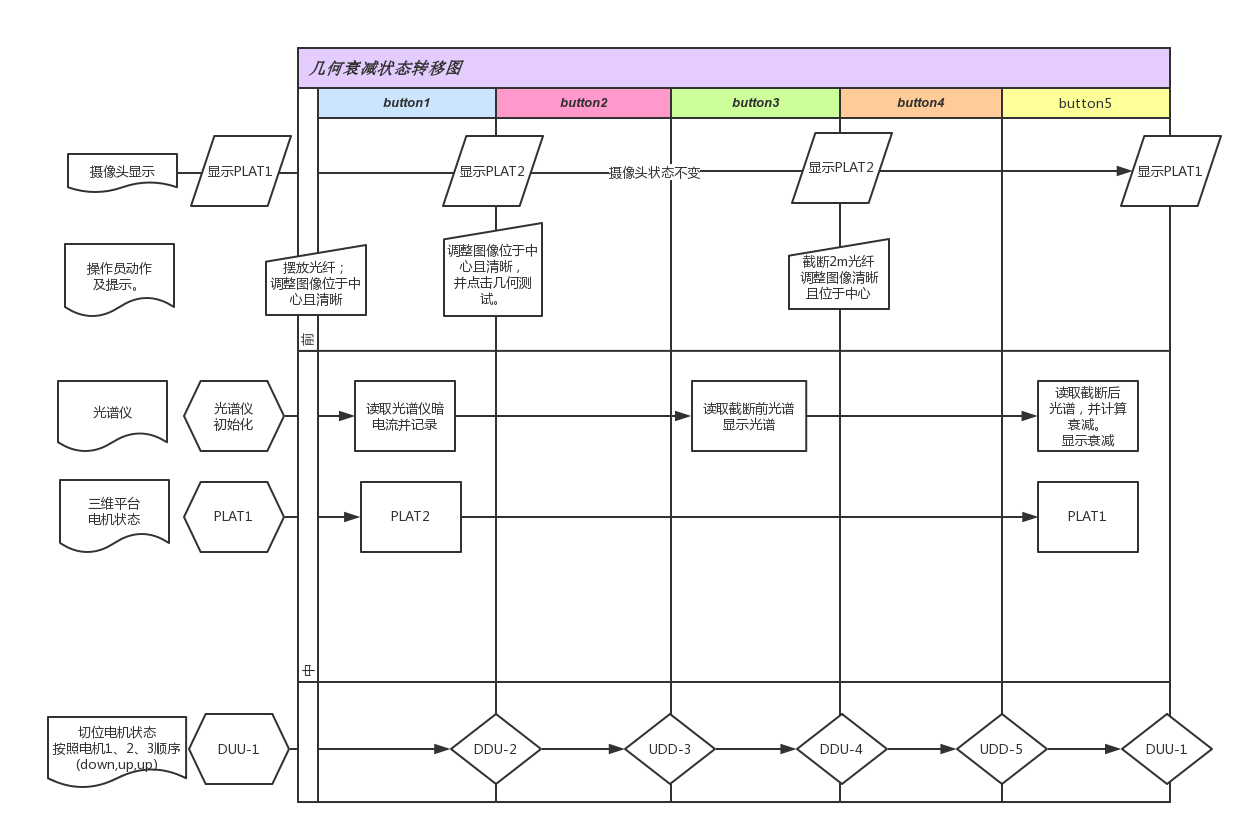 几何衰减状态转移图
button1
button2
button3
button4
button5
摄像头显示
显示PLAT1
显示PLAT2
摄像头状态不变
显示PLAT2
显示PLAT1
操作员动作
及提示。
摆放光纤；
调整图像位于中
心且清晰
调整图像位于中
心且清晰，
并点击几何测
试。
截断2m光纤
调整图像清晰
且位于中心
前
光谱仪
光谱仪
初始化
读取光谱仪暗
电流并记录
读取截断前光谱
显示光谱
读取截断后
光谱，并计算
衰减。
显示衰减
三维平台
电机状态
PLAT1
PLAT2
PLAT1
中
切位电机状态
按照电机1、2、3顺序
(down,up,up)
DUU-1
DDU-2
UDD-3
DDU-4
UDD-5
DUU-1